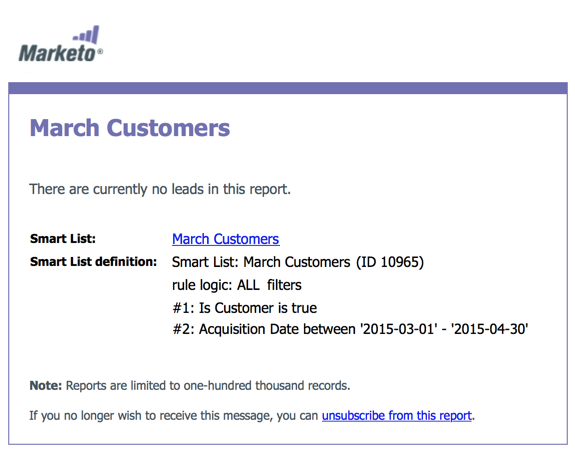 Marketo®
March Customers
There are currently no leads in this report.
Smart List: March Customers
Smart List definition: Smart List: March Customers (ID 10965)
rule logic: ALL filters
#1: Is Customer is true
#2: Acquisition Date between '2015-03-01' - '2015-04-30'
Note: Reports are limited to one-hundred thousand records.
If you no longer wish to receive this message, you can unsubscribe from this report.